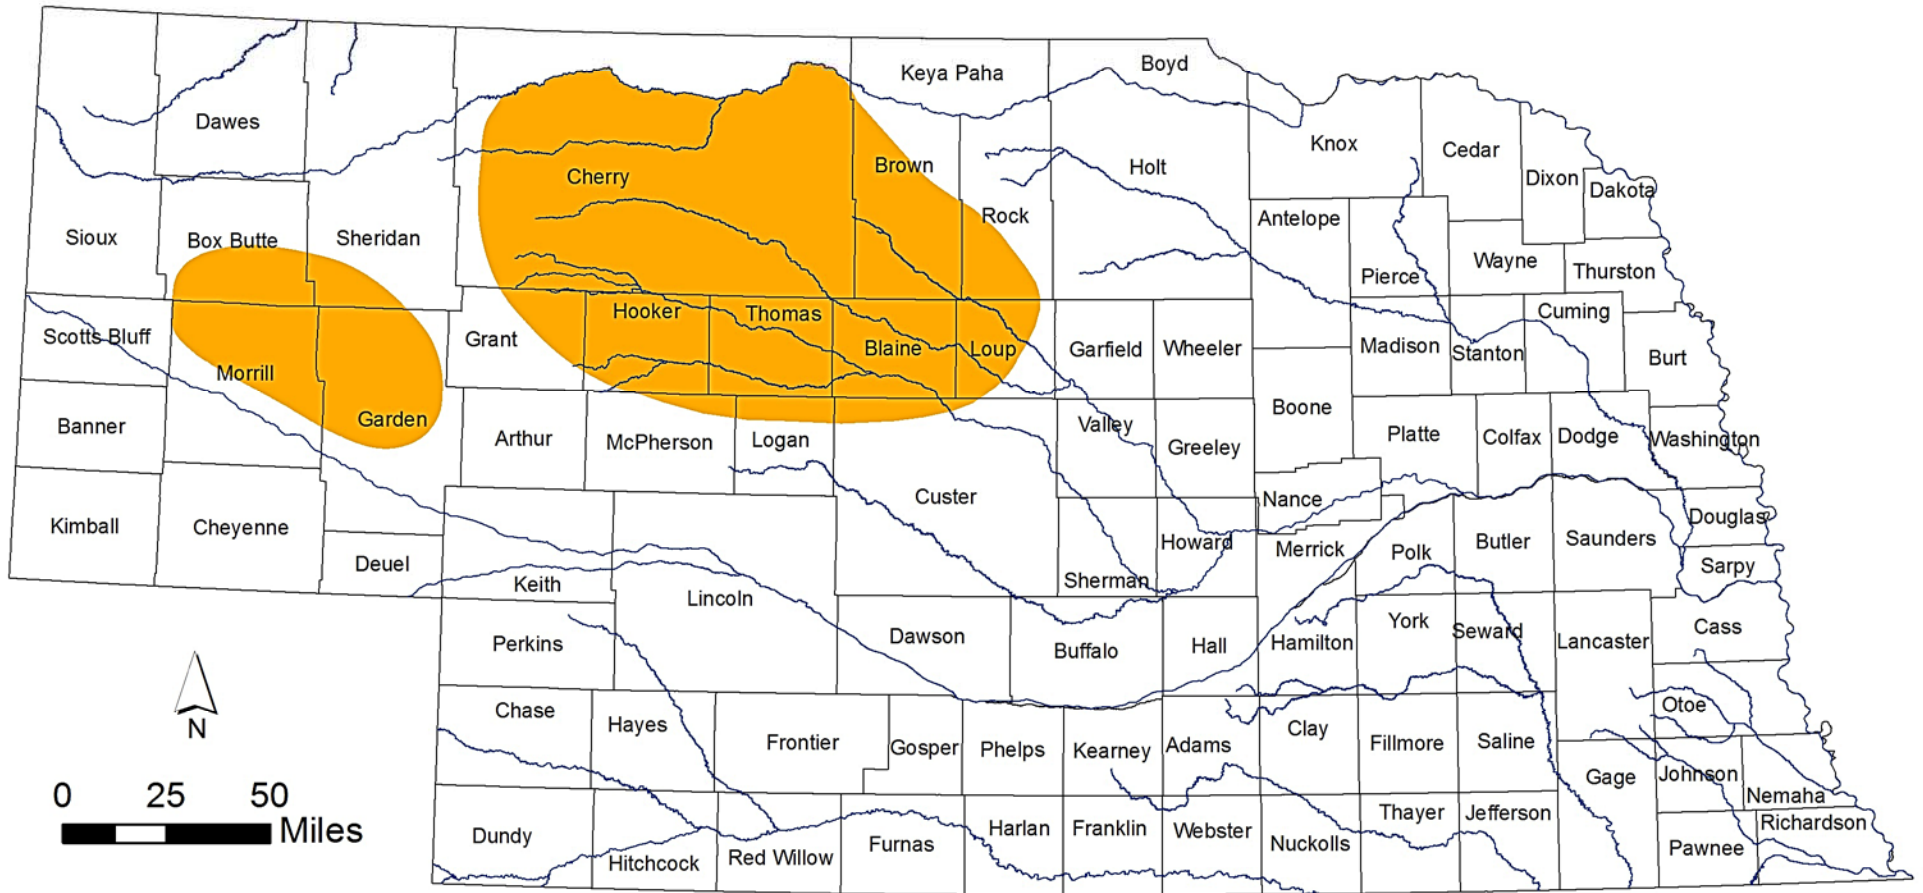 Keya Paha
Boyd
Dawes
Knox
Cedar
Cherry
Brown
Holt
Dixon
Dakota
Rock
Antelope
Sioux
Box Butte
Sheridan
Pierce
Wayne
Thurston
Scotts Bluff
Grant
Hooker
Thomas
Blaine
Loup
Garfield
Wheeler
Madison
Stanton
Cuming
Burt
Morrill
Garden
Banner
Arthur
McPherson
Logan
Valley
Greeley
Boone
Platte
Colfax
Dodge
Washington
Custer
Nance
Kimball
Cheyenne
Deuel
Keith
Lincoln
Sherman
Howard
Merrick
Polk
Butler
Saunders
Douglas
Sarpy
Perkins
Dawson
Buffalo
Hall
Hamilton
York
Seward
Lancaster
Cass
Otoe
Chase
Hayes
Frontier
Gosper
Phelps
Kearney
Adams
Clay
Fillmore
Saline
Gage
Johnson
Nemaha
Dundy
Hitchcock
Red Willow
Furnas
Harlan
Franklin
Webster
Nuckolls
Thayer
Jefferson
Pawnee
Richardson
N
0 25 50
Miles